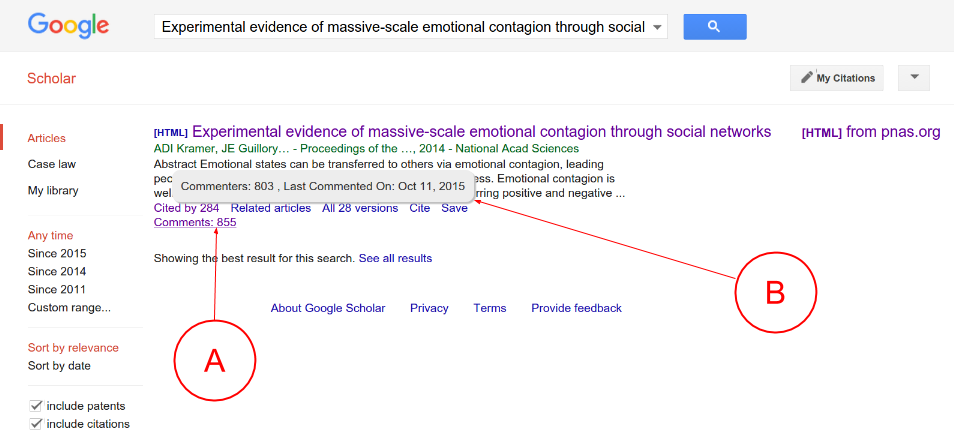 Google
Experimental evidence of massive-scale emotional contagion through social
Scholar
My Citations
Articles
Case law
My library
Any time
Since 2015
Since 2014
Since 2011
Custom range...
Sort by relevance
Sort by date
include patents
include citations
[HTML] Experimental evidence of massive-scale emotional contagion through social networks
[HTML] from pnas.org
ADI Kramer, JE Guillory… - Proceedings of the …, 2014 - National Acad Sciences
Abstract Emotional states can be transferred to others via emotional contagion, leading
pec ess. Emotional contagion is
Commenters: 803 , Last Commented On: Oct 11, 2015
wel rring positive and negative ...
Cited by 284 Related articles All 28 versions Cite Save
Comments: 855
Showing the best result for this search. See all results
About Google Scholar Privacy Terms Provide feedback
A
B